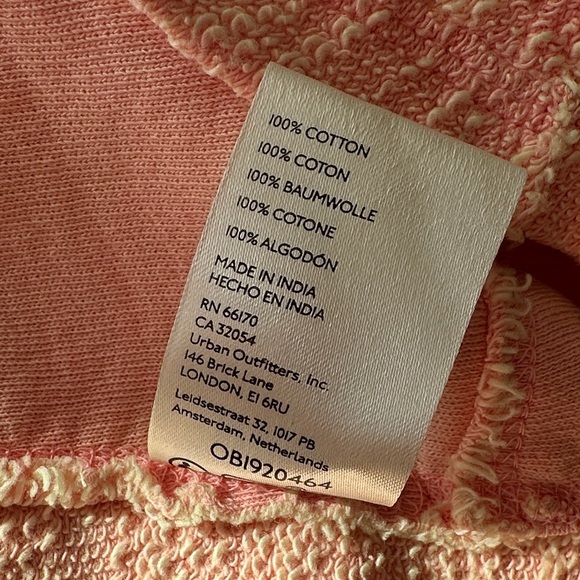 100% COTTON
100% COTON
100% BAUMWOLLE
100% COTONE
100% ALGODÓN
MADE IN INDIA
HECHO EN INDIA
RN 66170
CA 32054
Urban Outfitters, Inc.
146 Brick Lane
LONDON, E1 6RU
Leidsestraat 32, 1017 PB
Amsterdam, Netherlands
OB1920464